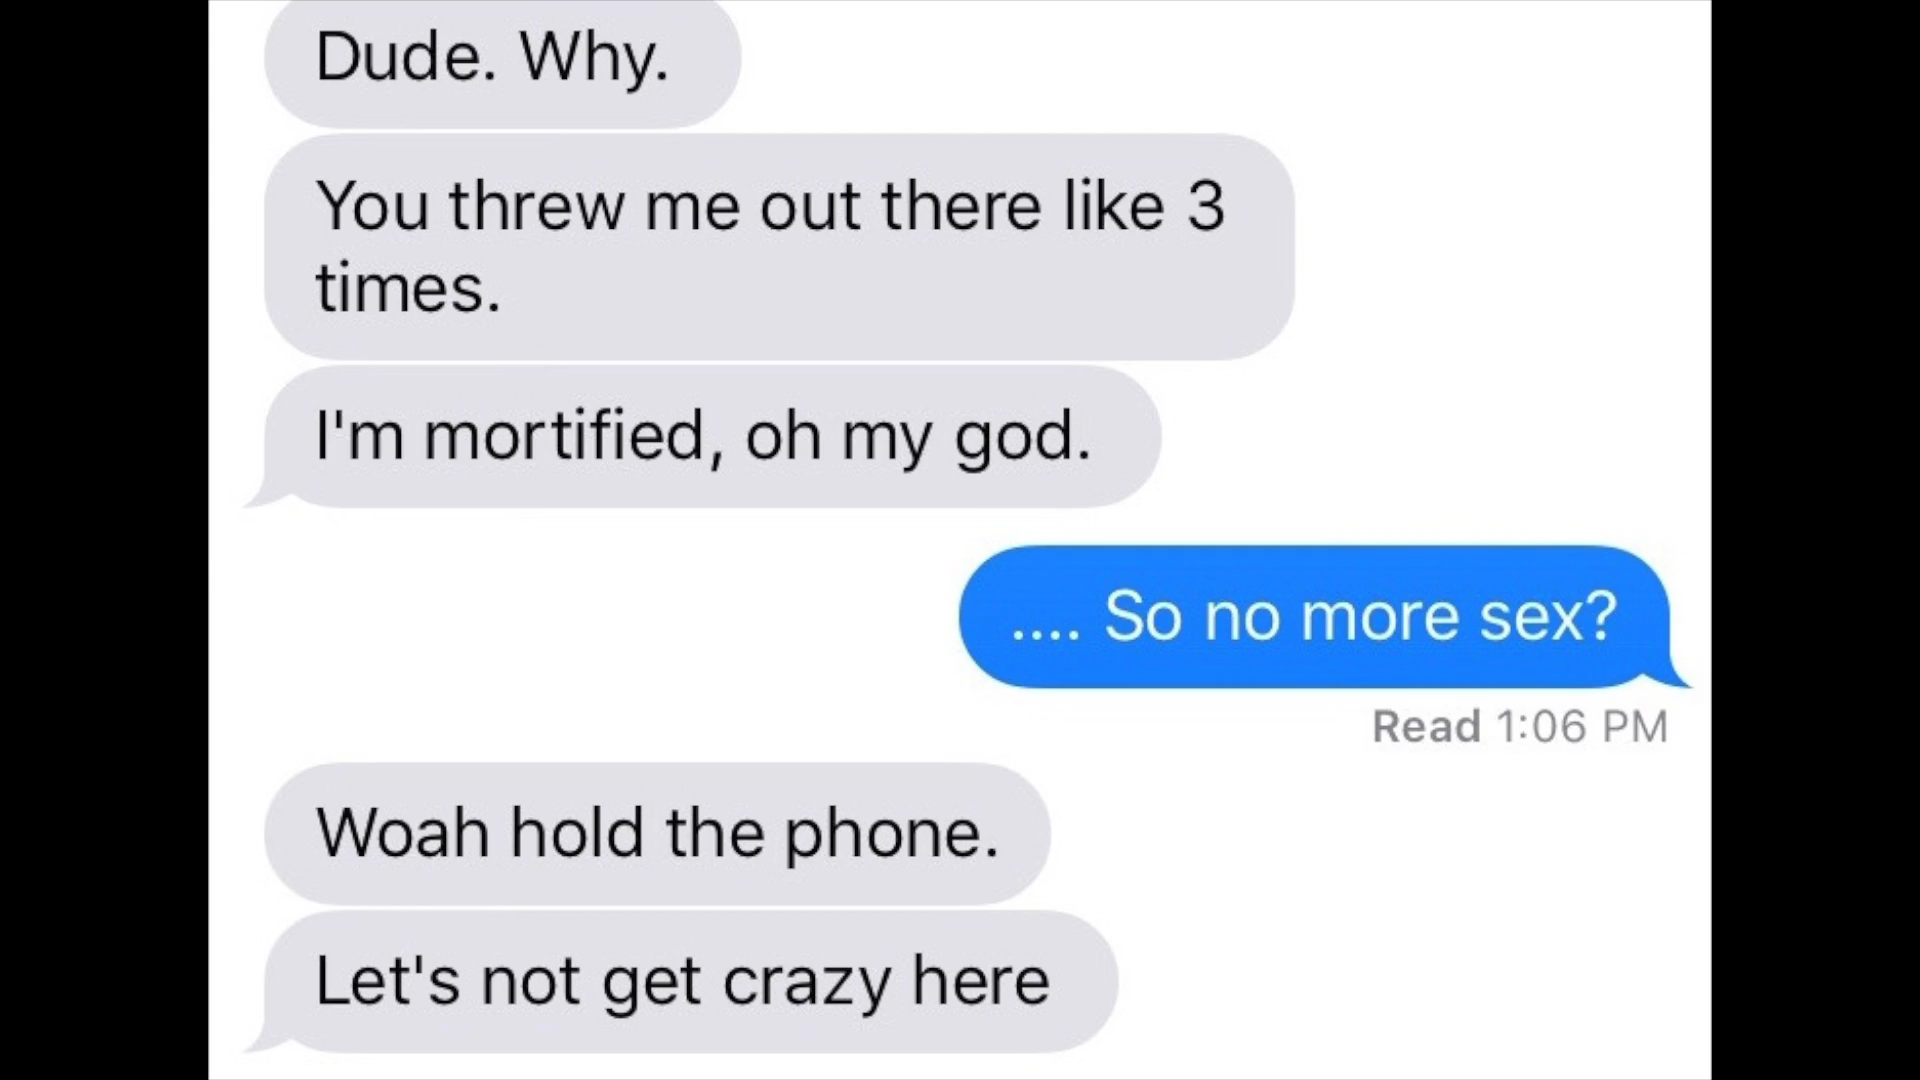 Dude. Why.
You threw me out there like 3
times.
I'm mortified, oh my god.
.... So no more sex?
Read 1:06 PM
Woah hold the phone.
Let's not get crazy here